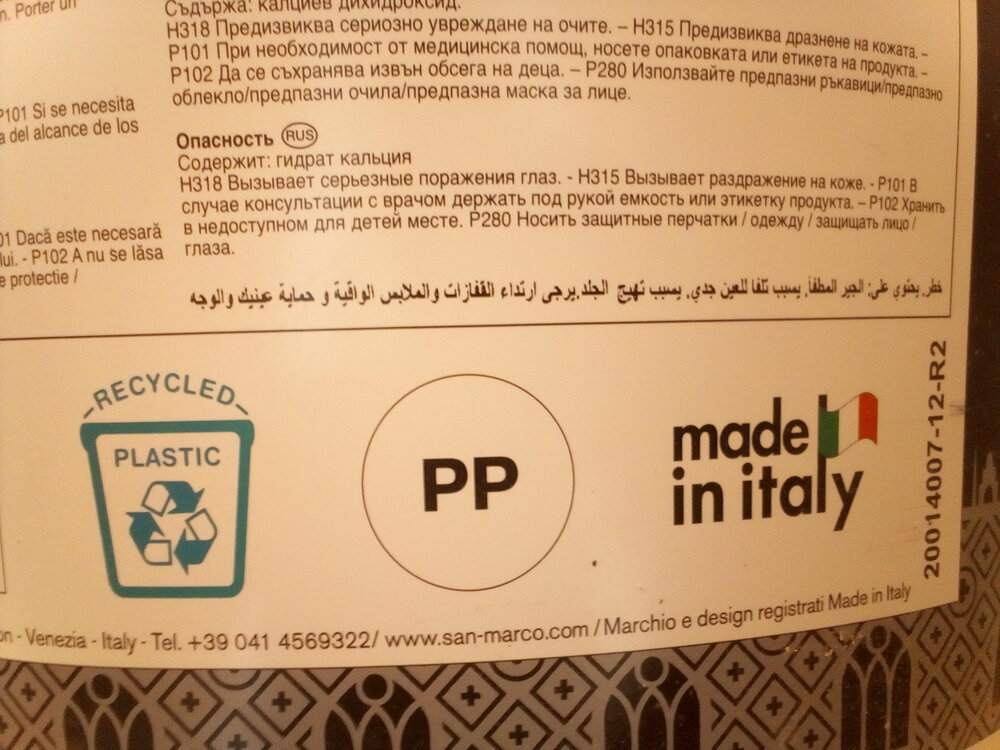 n. Porter un
P101 Si se necesita
a del alcance de los
01 Dacă este necesară
lui. - P102 A nu se lăsa
e protectie /
Съдържа: калциев дихидроксид.
H318 Предизвиква сериозно увреждане на очите. – H315 Предизвиква дразнене на кожата. –
P101 При необходимост от медицинска помощ, носете опаковката или етикета на продукта. –
P102 Да се съхранява извън обсега на деца. – P280 Използвайте предпазни ръкавици/предпазно
облекло/предпазни очила/предпазна маска за лице.
Опасность RUS
Содержит: гидрат кальция
H318 Вызывает серьезные поражения глаз. - H315 Вызывает раздражение на коже. - P101 В
случае консультации с врачом держать под рукой емкость или этикетку продукта. – P102 Хранить
в недоступном для детей месте. P280 Носить защитные перчатки / одежду / защищать лицо /
глаза.
خطر. يحتوي على: الجير المطفأ. يسبب تلفا للعين جدي. يسبب تهيج الجلد.يرجى ارتداء القفازات والملابس الواقية و حماية عينيك والوجه
RECYCLED
PLASTIC
PP
made
in italy
20014007-12-R2
on - Venezia - Italy - Tel. +39 041 4569322/ www.san-marco.com / Marchio e design registrati Made in Italy